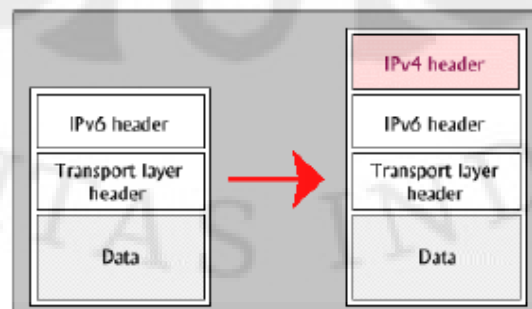 IPv6 header
Transport layer
header
Data
IPv4 header
IPv6 header
Transport layer
header
Data